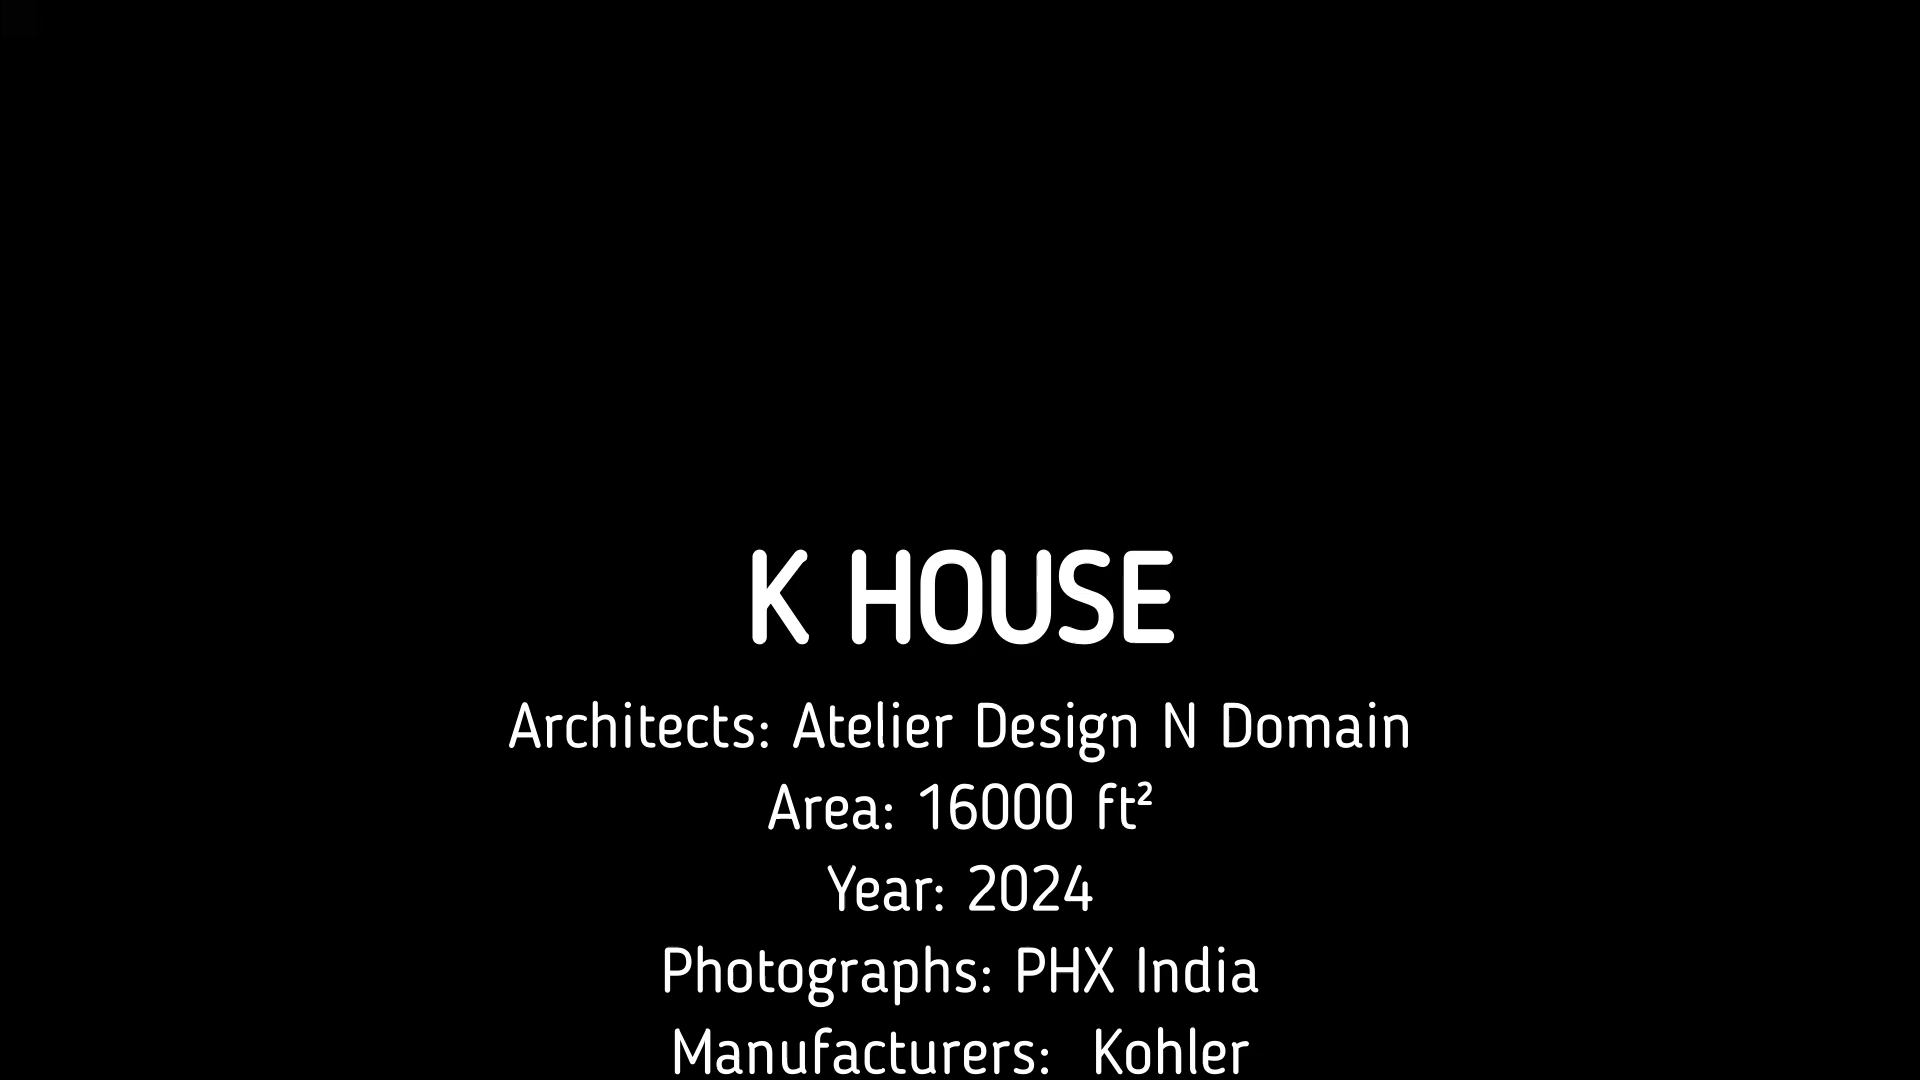 K HOUSE
Architects: Atelier Design N Domain
Area: 16000 ft²
Year: 2024
Photographs: PHX India
Manufacturers: Kohler